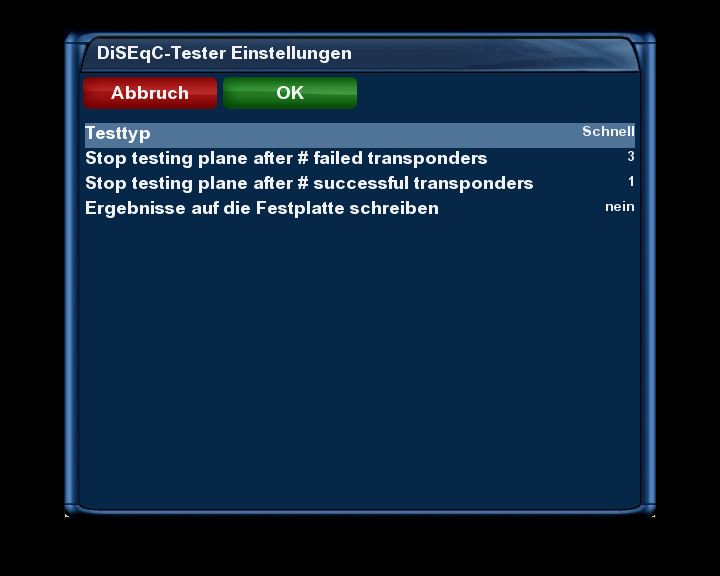 DiSEqC-Tester Einstellungen
Abbruch OK
Testtyp Schnell
Stop testing plane after # failed transponders 3
Stop testing plane after # successful transponders 1
Ergebnisse auf die Festplatte schreiben nein